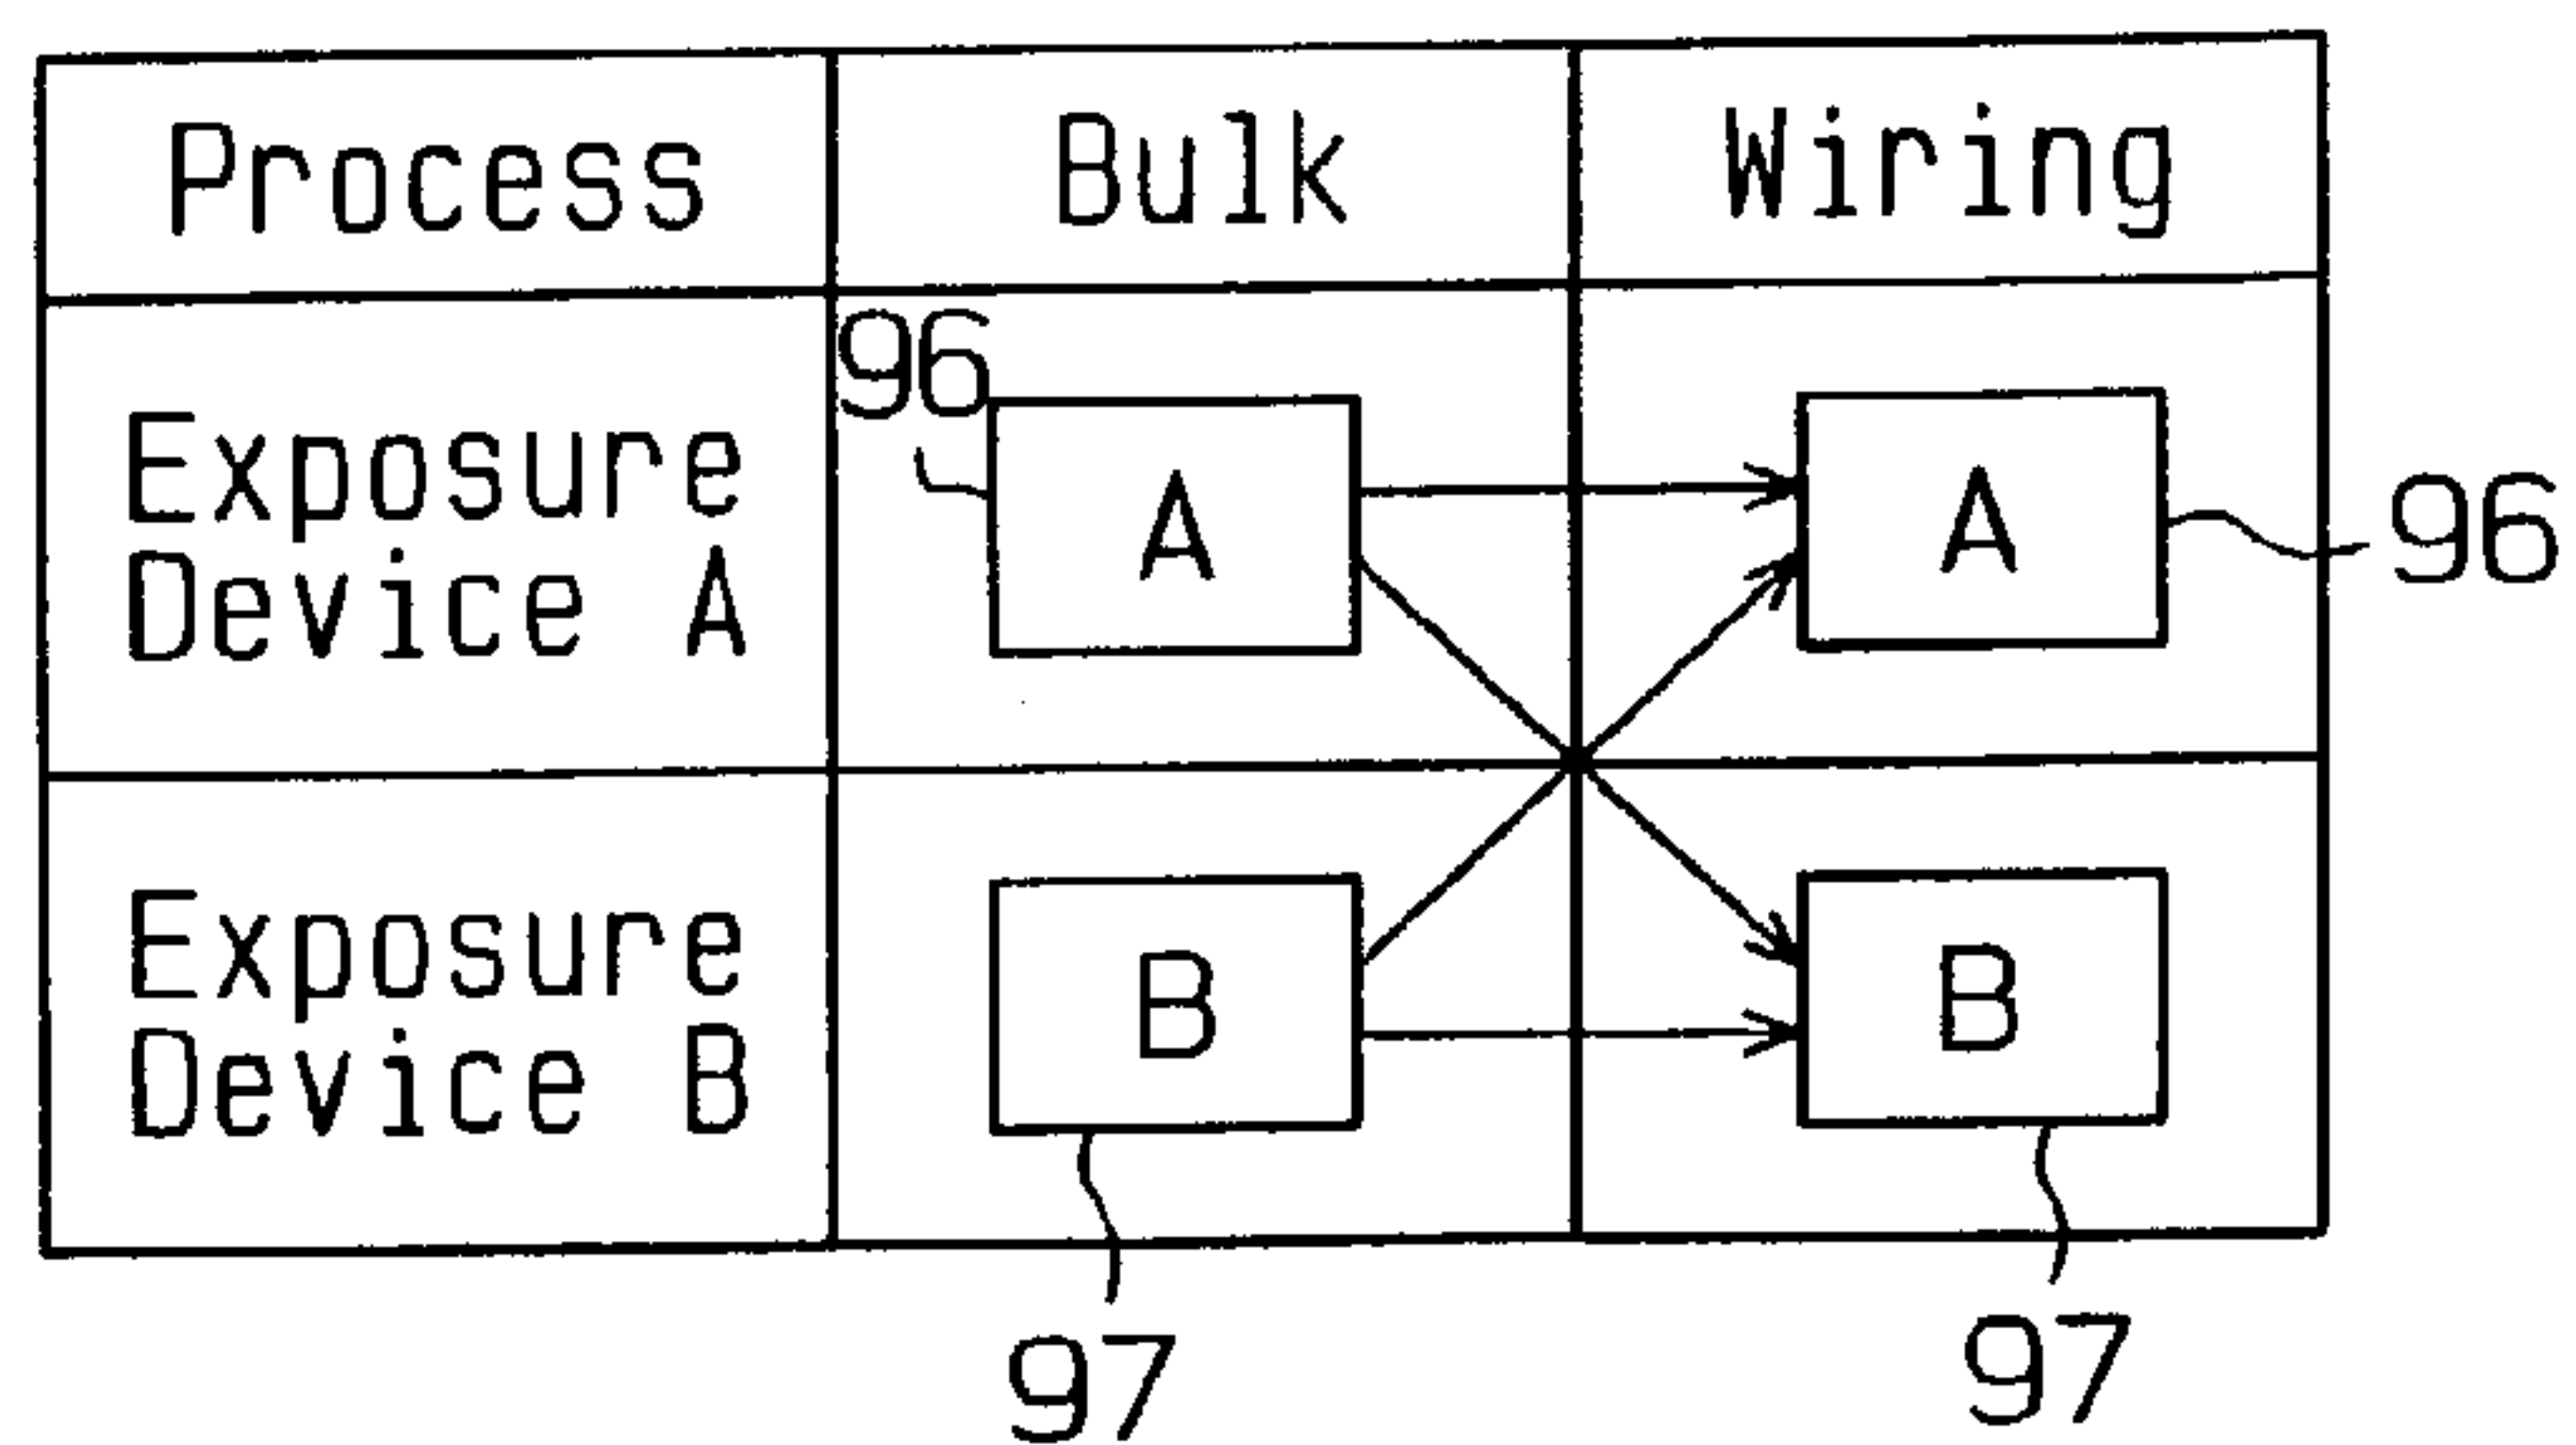 Process Bulk Wiring
96
Exposure
Device A
A A
96
Exposure
Device B
B B
97 97